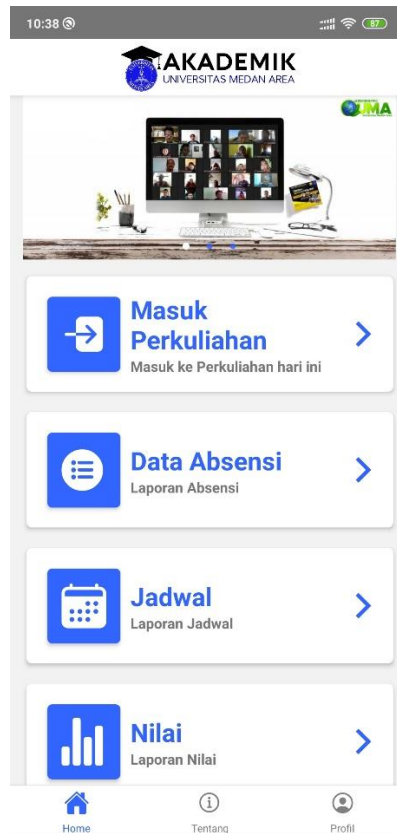 10:38
87
AKADEMIK
UNIVERSITAS MEDAN AREA
UMA
Masuk
Perkuliahan
Masuk ke Perkuliahan hari ini
Data Absensi
Laporan Absensi
Jadwal
Laporan Jadwal
Nilai
Laporan Nilai
Home
Tentang
Profil